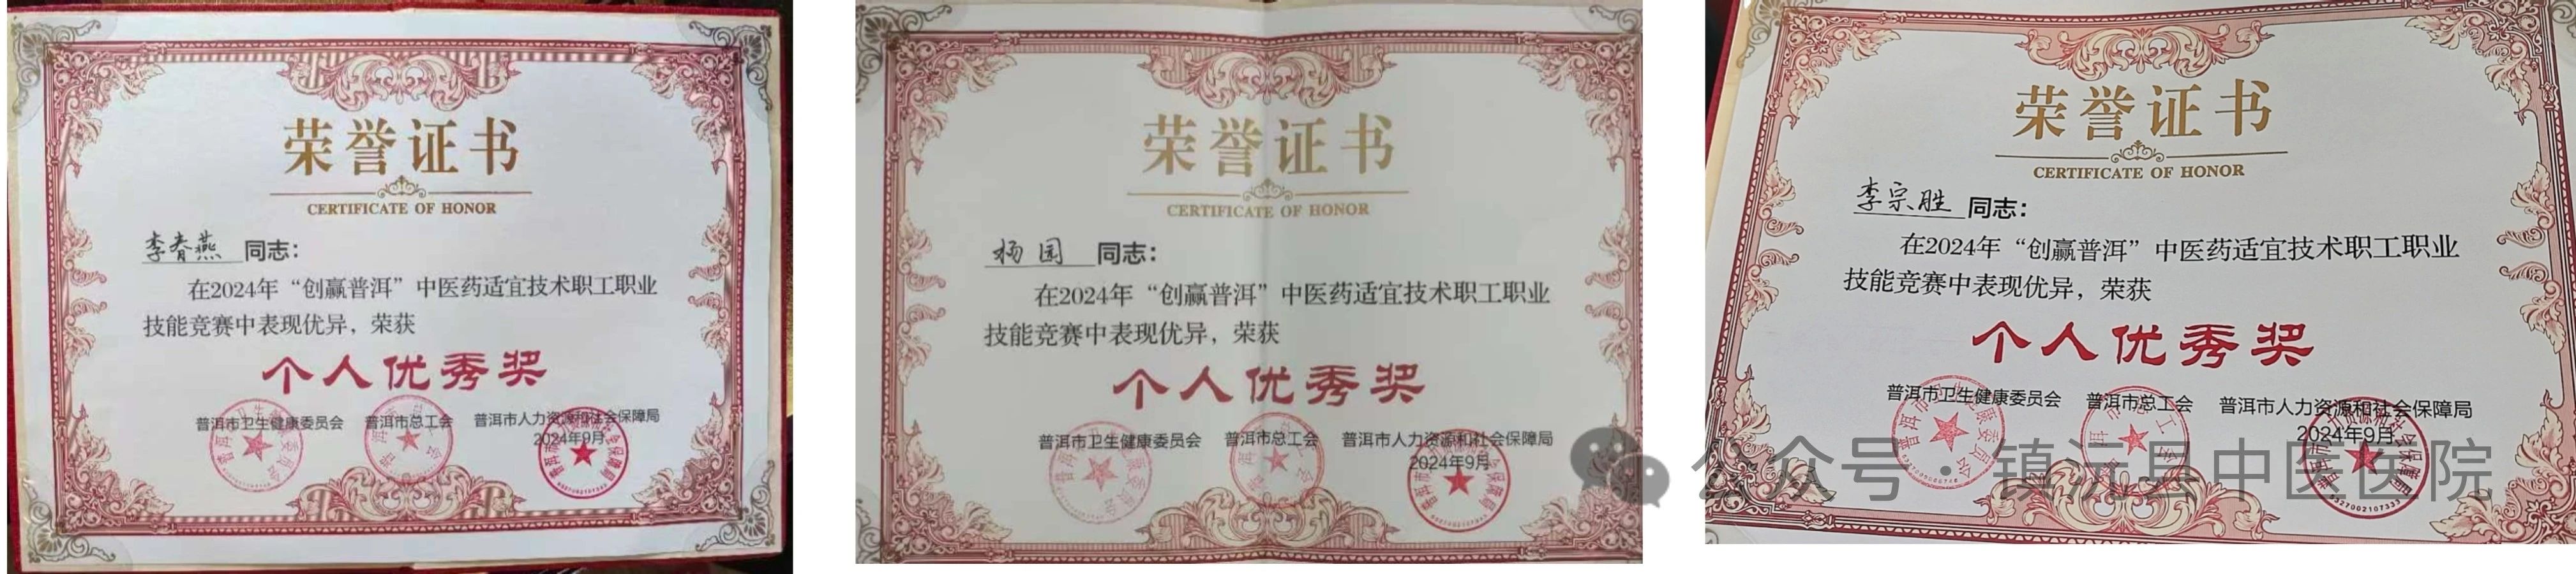 荣誉证书
CERTIFICATE OF HONOR
李春燕 同志：
在2024年“创赢普洱”中医药适宜技术职工职业
技能竞赛中表现优异，荣获
个人优秀奖
普洱市卫生健康委员会 普洱市总工会 普洱市人力资源和社会保障局
2024年9月
荣誉证书
CERTIFICATE OF HONOR
杨国 同志：
在2024年“创赢普洱”中医药适宜技术职工职业
技能竞赛中表现优异，荣获
个人优秀奖
普洱市卫生健康委员会 普洱市总工会 普洱市人力资源和社会保障局
2024年9月
荣誉证书
CERTIFICATE OF HONOR
李宗胜 同志：
在2024年“创赢普洱”中医药适宜技术职工职业
技能竞赛中表现优异，荣获
个人优秀奖
普洱市卫生健康委员会 普洱市总工会 普洱市人力资源和社会保障局
2024年9月
公众号·镇沅县中医医院